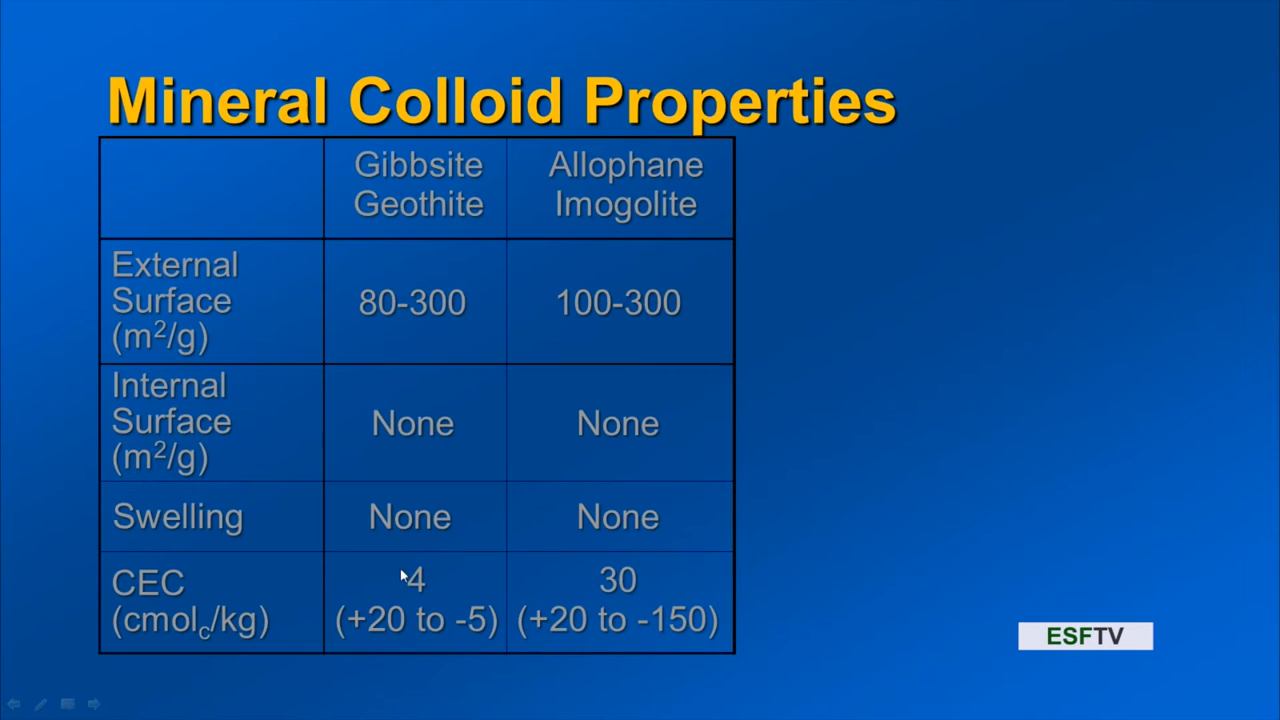 Mineral Colloid Properties
Gibbsite
Geothite
Allophane
Imogolite
External
Surface
(m²/g)
80-300
100-300
Internal
Surface
(m²/g)
None
None
Swelling
None
None
CEC
(cmolc/kg)
4
(+20 to -5)
30
(+20 to -150)
ESFTV